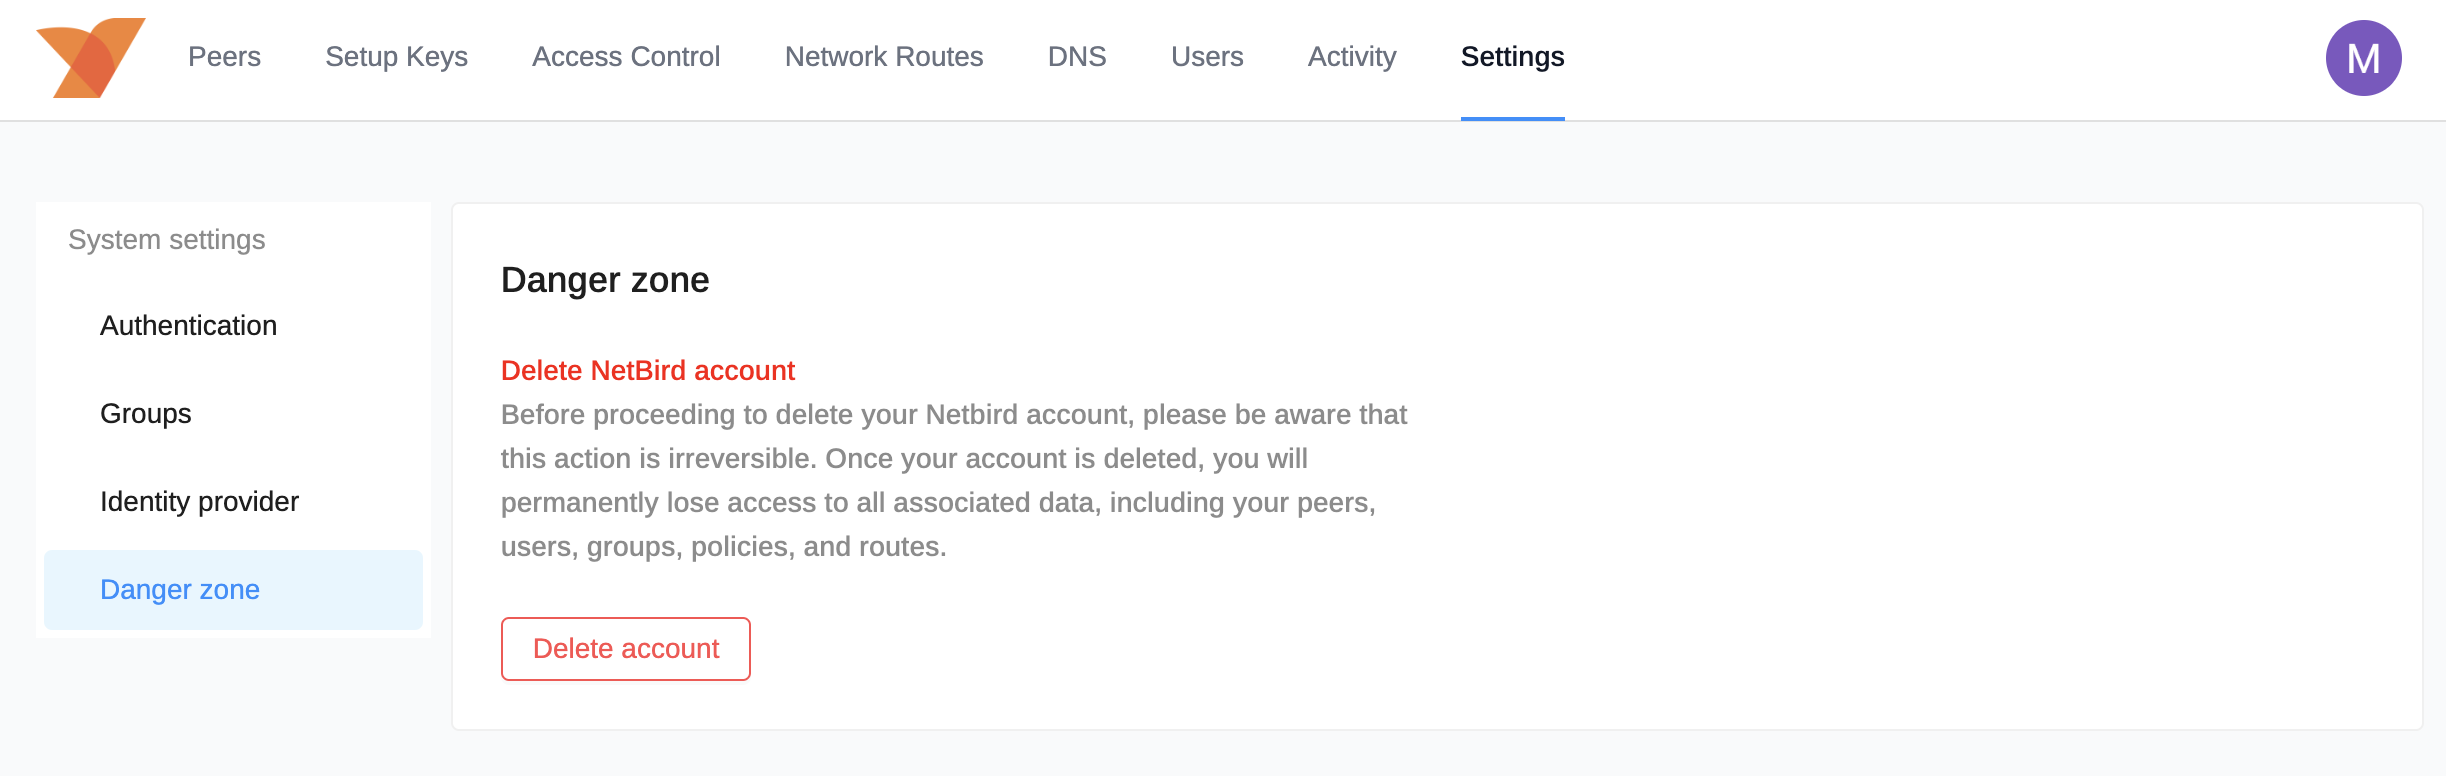 Peers Setup Keys Access Control Network Routes DNS Users Activity Settings M
System settings
Authentication
Groups
Identity provider
Danger zone
Danger zone
Delete NetBird account
Before proceeding to delete your Netbird account, please be aware that
this action is irreversible. Once your account is deleted, you will
permanently lose access to all associated data, including your peers,
users, groups, policies, and routes.
Delete account